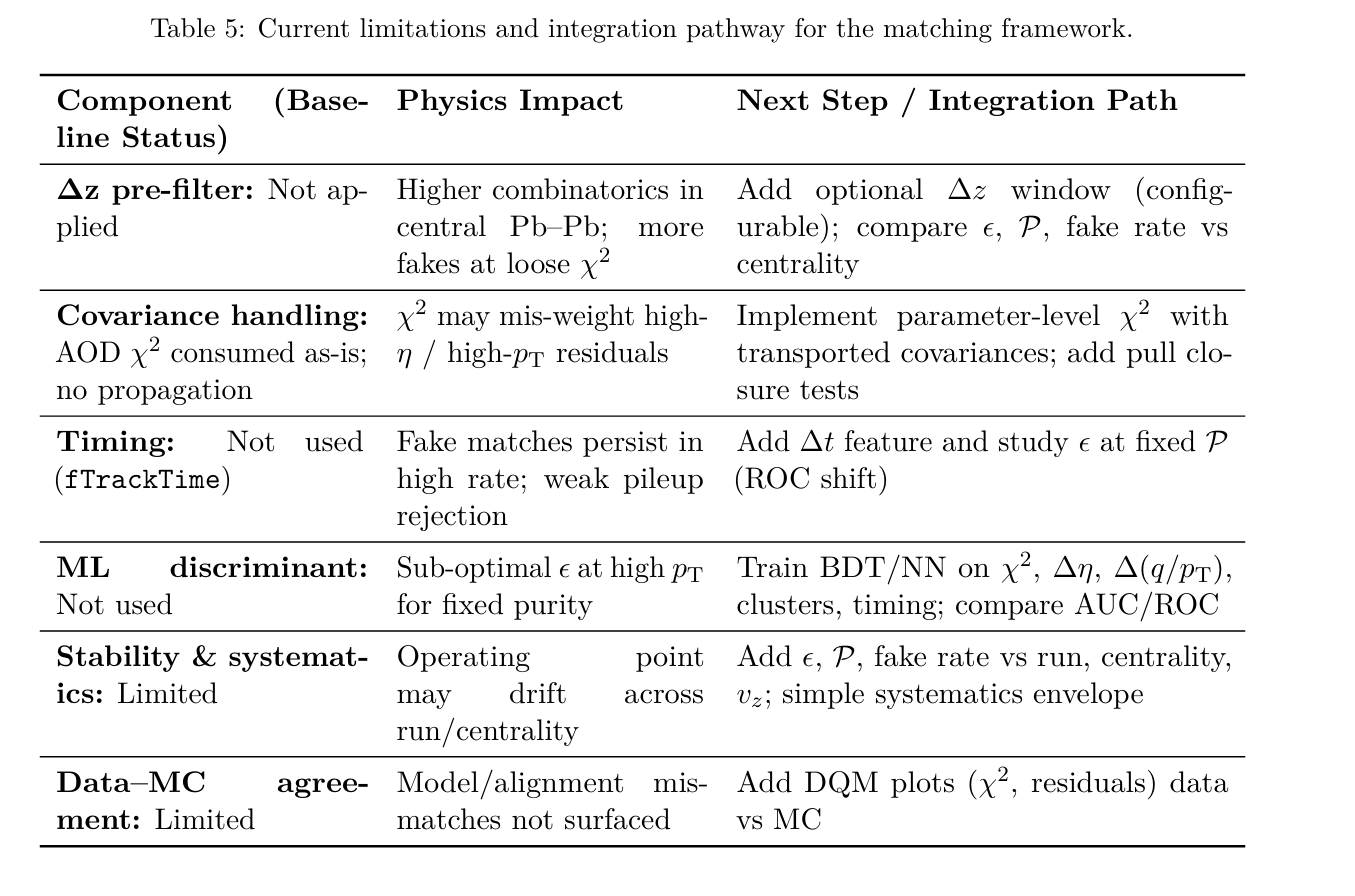 Table 5: Current limitations and integration pathway for the matching framework.
Component (Base-
line Status)
Physics Impact
Next Step / Integration Path
Δz pre-filter: Not ap-
plied
Higher combinatorics in
central Pb–Pb; more
fakes at loose χ²
Add optional Δz window (config-
urable); compare ϵ, 𝒫, fake rate vs
centrality
Covariance handling:
AOD χ² consumed as-is;
no propagation
χ² may mis-weight high-
η / high-p_T residuals
Implement parameter-level χ² with
transported covariances; add pull clo-
sure tests
Timing: Not used
(fTrackTime)
Fake matches persist in
high rate; weak pileup
rejection
Add Δt feature and study ϵ at fixed 𝒫
(ROC shift)
ML discriminant:
Not used
Sub-optimal ϵ at high p_T
for fixed purity
Train BDT/NN on χ², Δη, Δ(q/p_T),
clusters, timing; compare AUC/ROC
Stability & systemat-
ics: Limited
Operating point
may drift across
run/centrality
Add ϵ, 𝒫, fake rate vs run, centrality,
v_z; simple systematics envelope
Data–MC agree-
ment: Limited
Model/alignment mis-
matches not surfaced
Add DQM plots (χ², residuals) data
vs MC